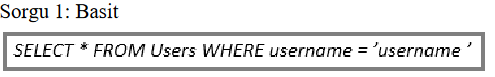 Sorgu 1: Basit
SELECT * FROM Users WHERE username = ’username ’